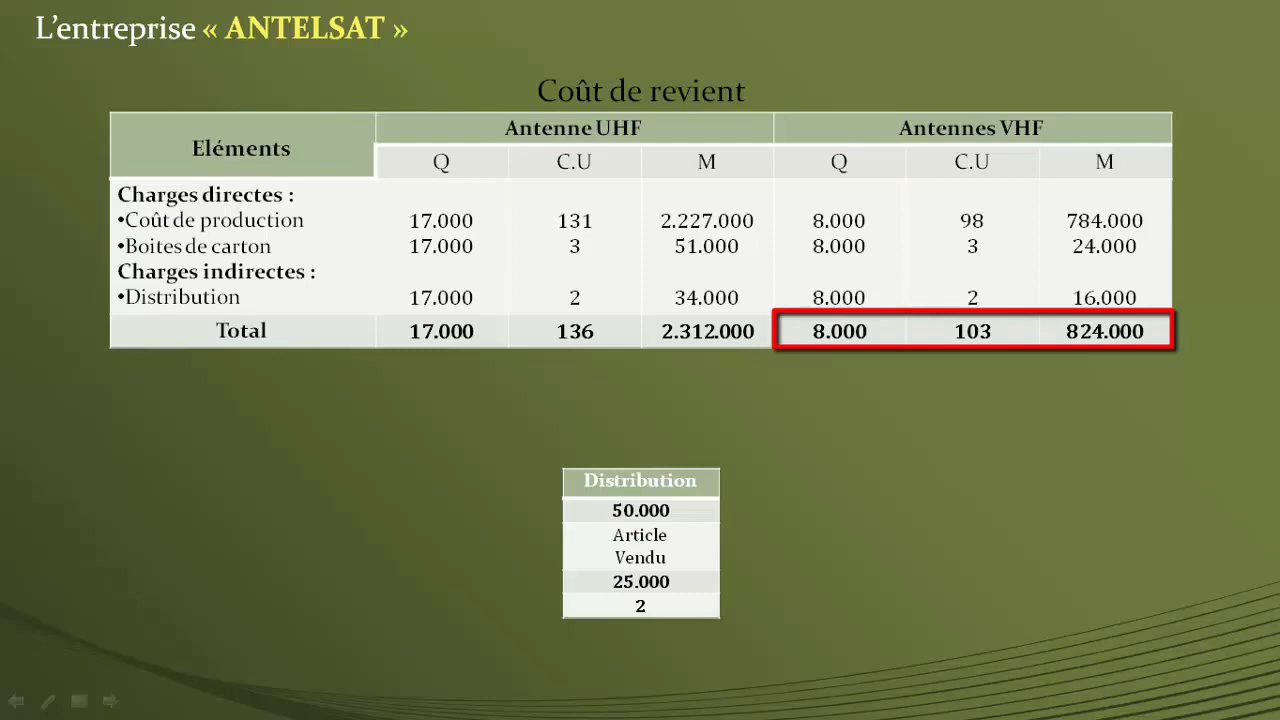 L’entreprise « ANTELSAT »
Coût de revient
Eléments Antenne UHF Antennes VHF
Q C.U M Q C.U M
Charges directes :
•Coût de production 17.000 131 2.227.000 8.000 98 784.000
•Boites de carton 17.000 3 51.000 8.000 3 24.000
Charges indirectes :
•Distribution 17.000 2 34.000 8.000 2 16.000
Total 17.000 136 2.312.000 8.000 103 824.000
Distribution
50.000
Article
Vendu
25.000
2